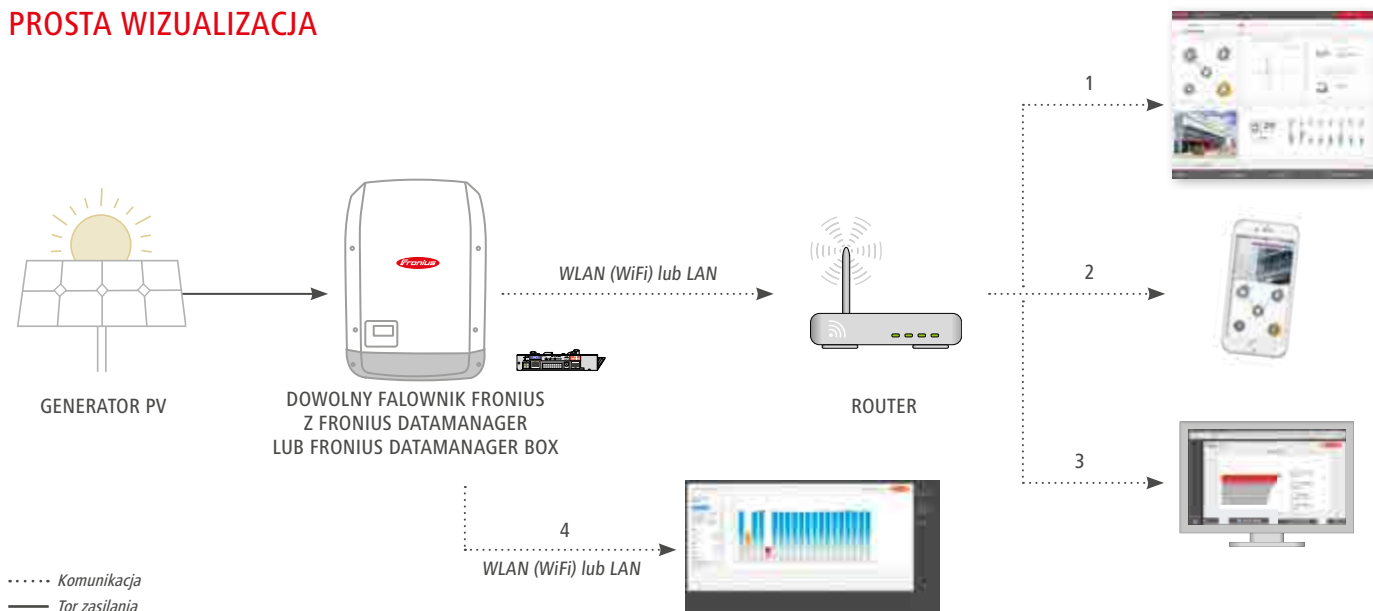 PROSTA WIZUALIZACJA
1
Fronius
WLAN (WiFi) lub LAN
2
GENERATOR PV
DOWOLNY FALOWNIK FRONIUS
Z FRONIUS DATAMANAGER
LUB FRONIUS DATAMANAGER BOX
ROUTER
3
4
WLAN (WiFi) lub LAN
Komunikacja
Tor zasilania